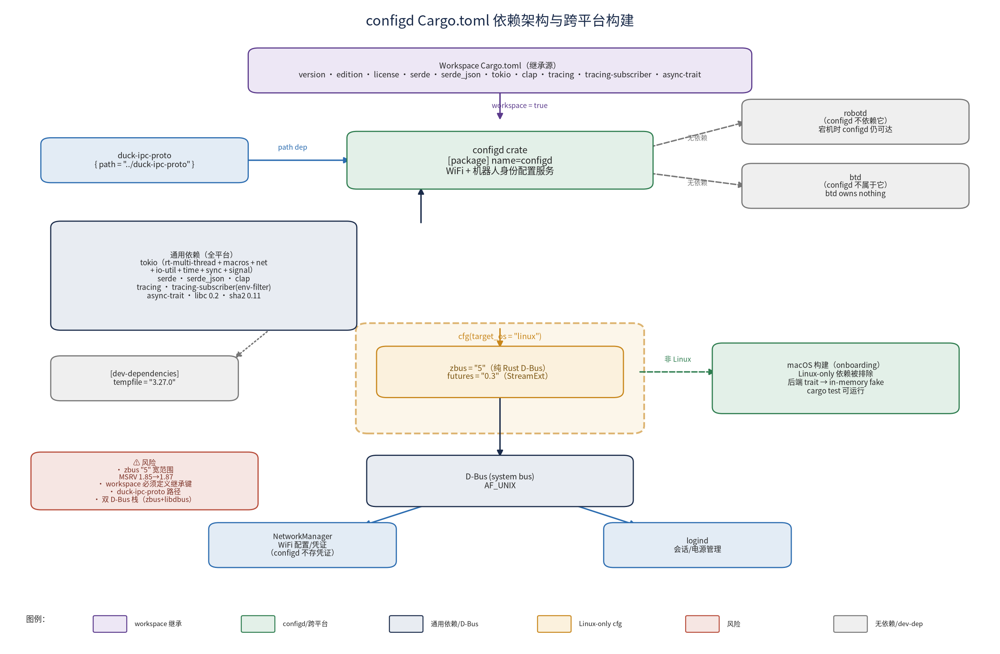 configd Cargo.toml 依赖架构与跨平台构建
Workspace Cargo.toml（继承源）
version • edition • license • serde • serde_json • tokio • clap • tracing • tracing-subscriber • async-trait
workspace = true
robotd
（configd 不依赖它）
宕机时 configd 仍可达
duck-ipc-proto
{ path = "../duck-ipc-proto" }
path dep
configd crate
[package] name=configd
WiFi + 机器人身份配置服务
无依赖
无依赖
btd
（configd 不属于它）
btd owns nothing
通用依赖（全平台）
tokio（rt-multi-thread + macros + net
+ io-util + time + sync + signal）
serde • serde_json • clap
tracing • tracing-subscriber(env-filter)
async-trait • libc 0.2 • sha2 0.11
cfg(target_os = "linux")
zbus = "5"（纯 Rust D-Bus）
futures = "0.3"（StreamExt）
非 Linux
macOS 构建（onboarding）
Linux-only 依赖被排除
后端 trait → in-memory fake
cargo test 可运行
[dev-dependencies]
tempfile = "3.27.0"
⚠ 风险
• zbus "5" 宽范围
MSRV 1.85→1.87
• workspace 必须定义继承键
• duck-ipc-proto 路径
• 双 D-Bus 栈（zbus+libdbus）
D-Bus (system bus)
AF_UNIX
NetworkManager
WiFi 配置/凭证
（configd 不存凭证）
logind
会话/电源管理
图例：
workspace 继承
configd/跨平台
通用依赖/D-Bus
Linux-only cfg
风险
无依赖/dev-dep